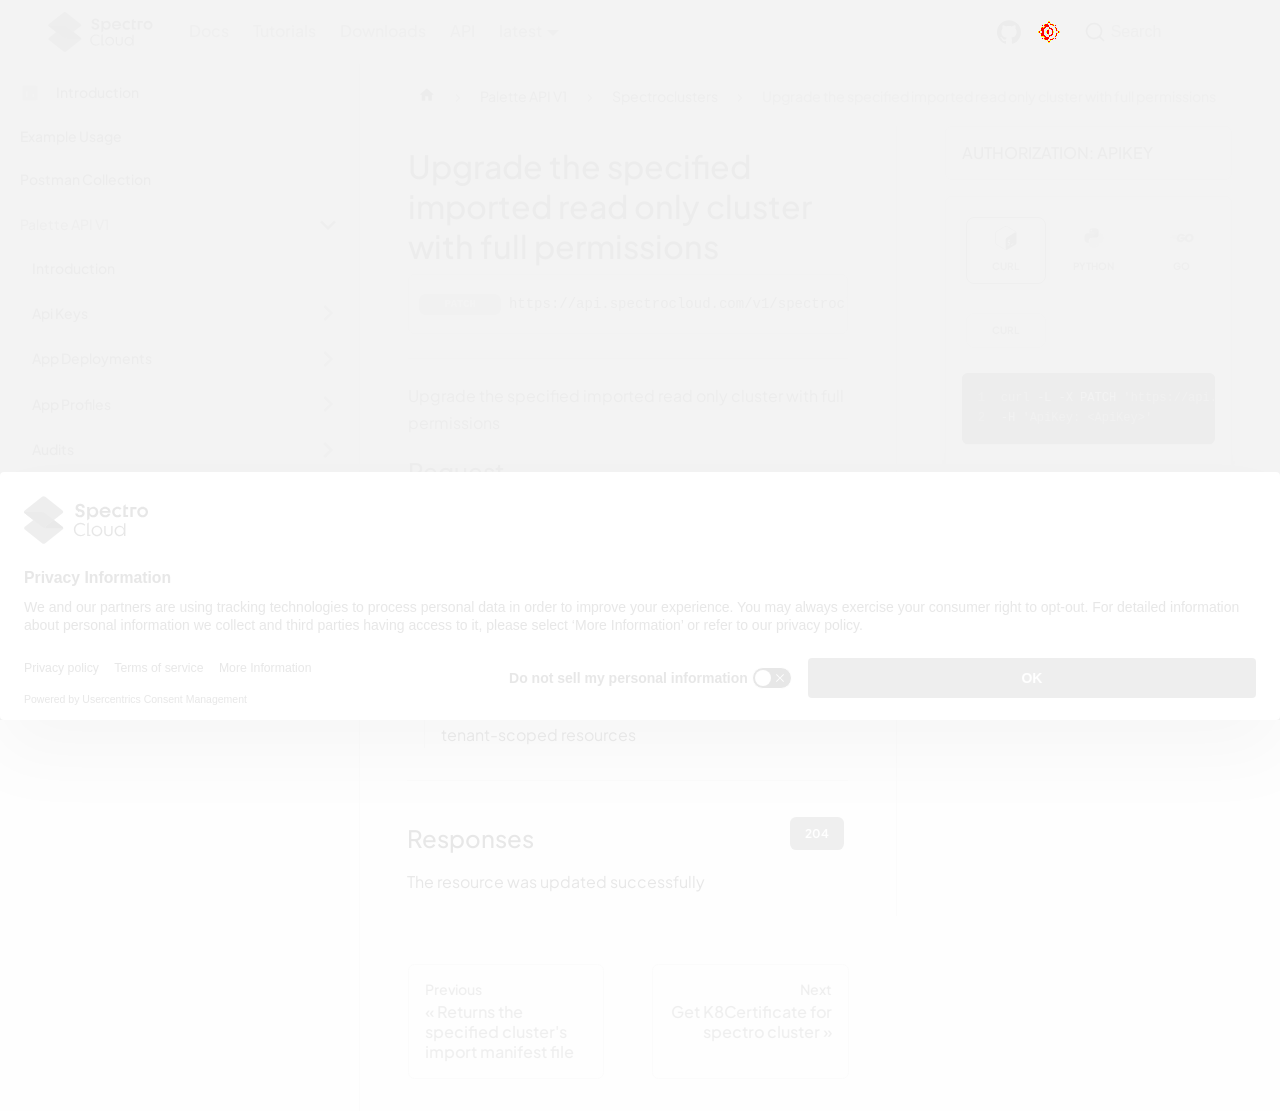 Spectro Cloud
Docs Tutorials Downloads API latest
Search
Introduction
Example Usage
Postman Collection
Palette API V1
Introduction
Api Keys
App Deployments
App Profiles
Audits
Palette API V1 Spectroclusters Upgrade the specified imported read only cluster with full permissions
Upgrade the specified
imported read only cluster
with full permissions
https://api.spectrocloud.com/v1/spectroc
Upgrade the specified imported read only cluster with full
permissions
Request
AUTHORIZATION: APIKEY
CURL PYTHON GO
CURL
PATCH
Spectro
Cloud
Privacy Information
We and our partners are using tracking technologies to process personal data in order to improve your experience. You may always exercise your consumer right to opt-out. For detailed information
about personal information we collect and third parties having access to it, please select ‘More Information’ or refer to our privacy policy.
Privacy policy Terms of service More Information
Powered by Usercentrics Consent Management
Do not sell my personal information
OK
tenant-scoped resources
Responses
204
The resource was updated successfully
Previous
« Returns the
specified cluster's
import manifest file
Next
Get K8Certificate for
spectro cluster »